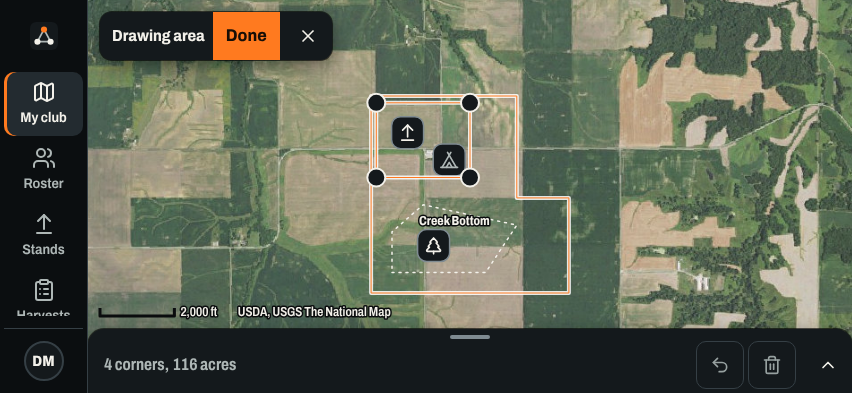 Drawing area
Done
My club
Roster
Stands
Harvests
DM
Creek Bottom
2,000 ft
USDA, USGS The National Map
4 corners, 116 acres